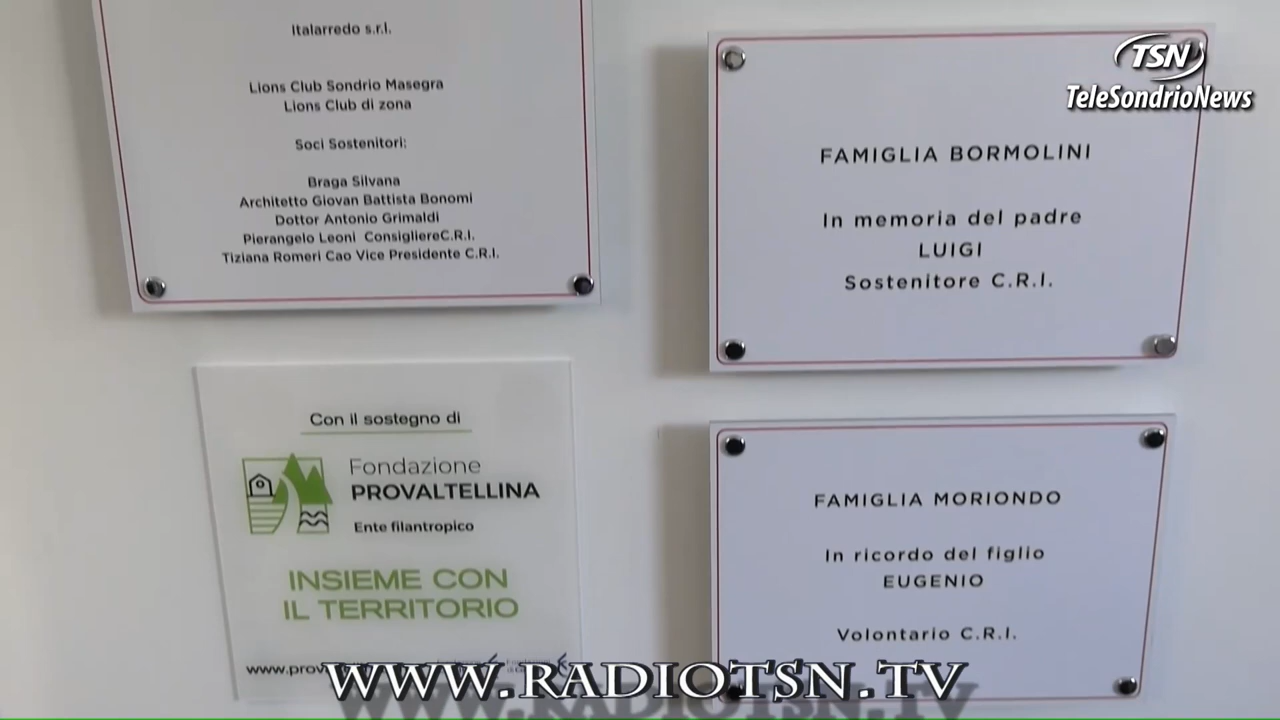 Italarredo s.r.l.
Lions Club Sondrio Masegra
Lions Club di zona
Soci Sostenitori:
Braga Silvana
Architetto Giovan Battista Bonomi
Dottor Antonio Grimaldi
Pierangelo Leoni ConsigliereC.R.I.
Tiziana Romeri Cao Vice Presidente C.R.I.
TSN
TeleSondrioNews
FAMIGLIA BORMOLINI
In memoria del padre
LUIGI
Sostenitore C.R.I.
Con il sostegno di
Fondazione
PROVALTELLINA
Ente filantropico
INSIEME CON
IL TERRITORIO
FAMIGLIA MORIONDO
In ricordo del figlio
EUGENIO
Volontario C.R.I.
WWW.RADIOTSN.TV